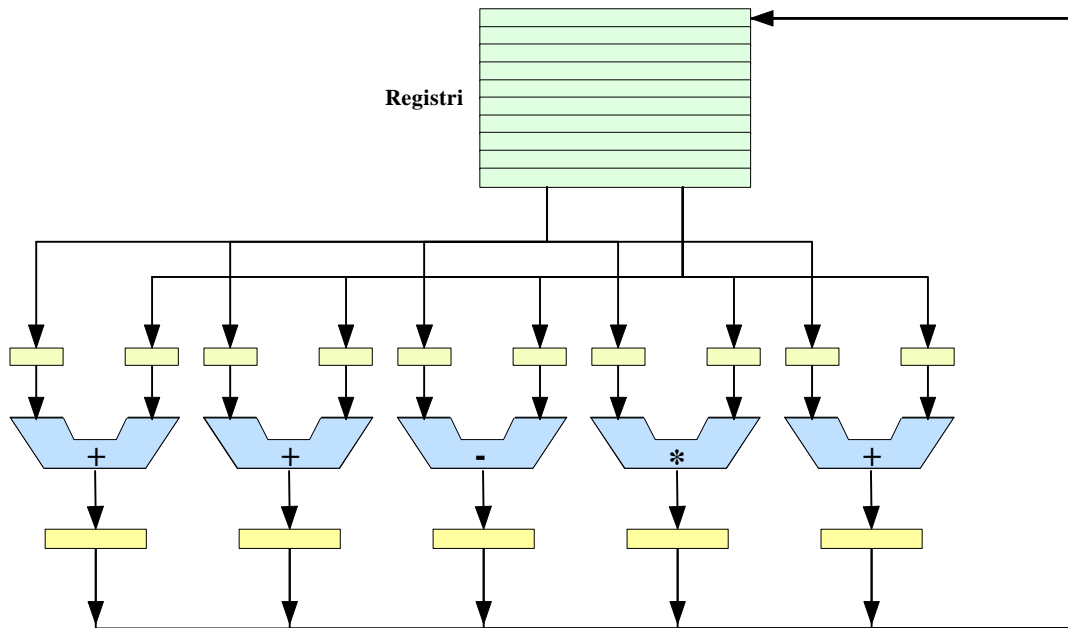 Registri
+ + - * +